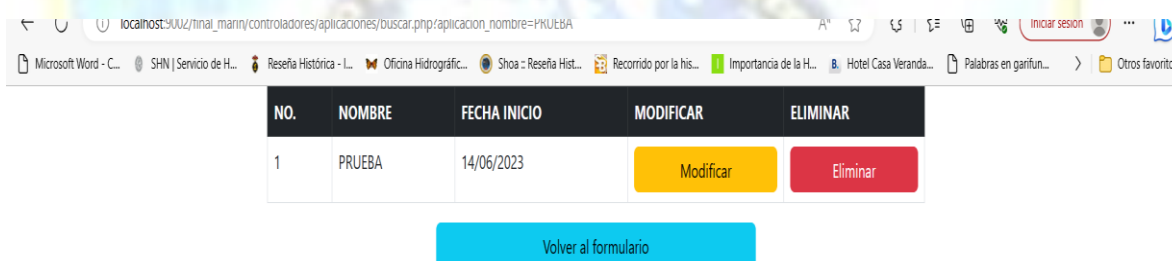 localhost:9002/final_marin/controladores/aplicaciones/buscar.php?aplicacion_nombre=PRUEBA
Iniciar sesión
Microsoft Word - C... SHN | Servicio de H... Reseña Histórica - I... Oficina Hidrográfic... Shoa :: Reseña Hist... Recorrido por la his... Importancia de la H... Hotel Casa Veranda... Palabras en garifun... Otros favorito
NO. NOMBRE FECHA INICIO MODIFICAR ELIMINAR
1 PRUEBA 14/06/2023 Modificar Eliminar
Volver al formulario